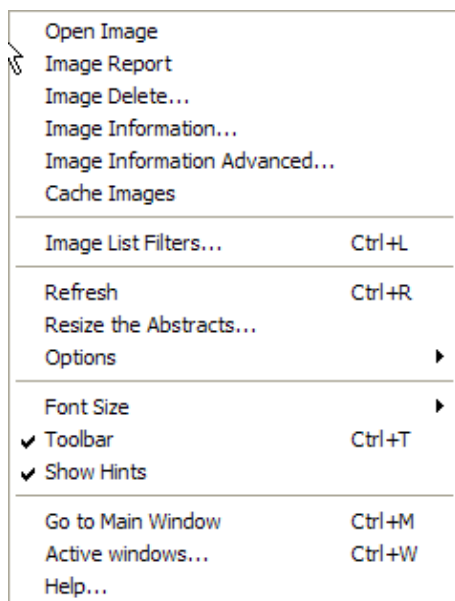 Open Image
Image Report
Image Delete...
Image Information...
Image Information Advanced...
Cache Images
Image List Filters... Ctrl+L
Refresh Ctrl+R
Resize the Abstracts...
Options
Font Size
Toolbar Ctrl+T
Show Hints
Go to Main Window Ctrl+M
Active windows... Ctrl+W
Help...